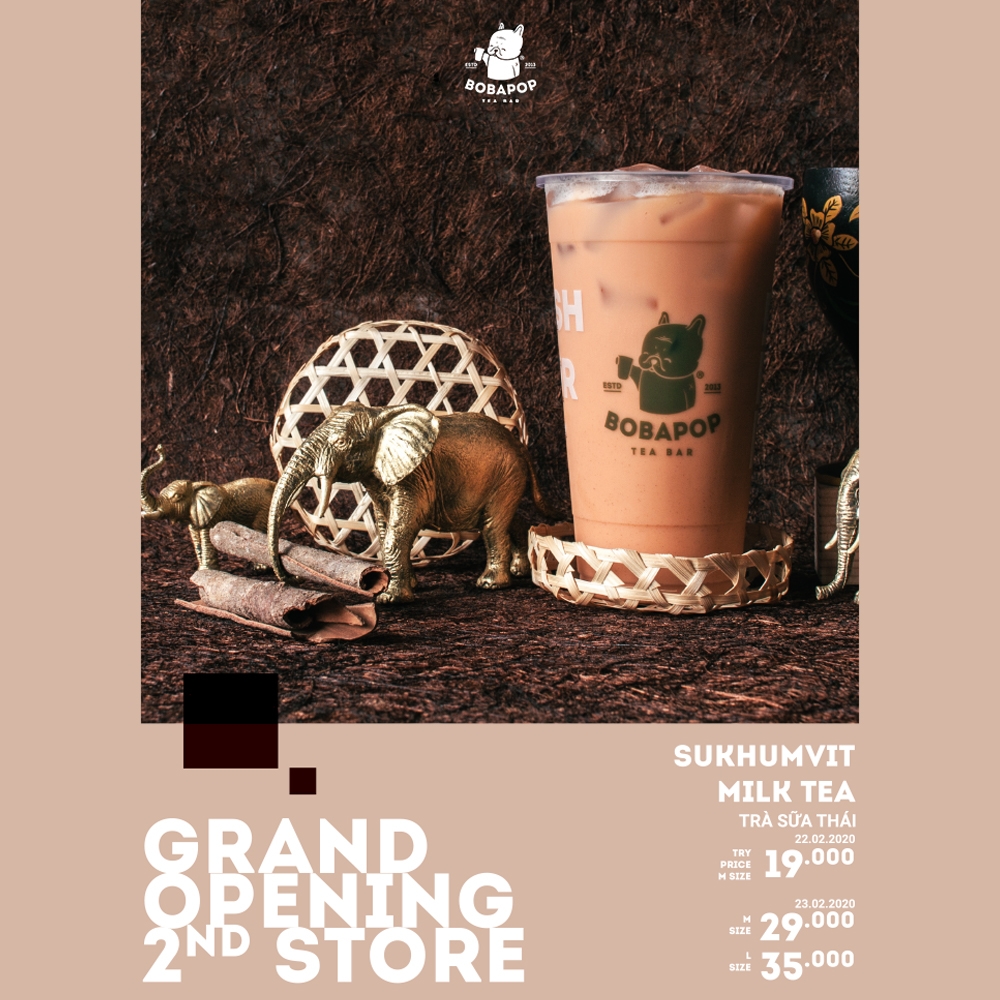 ESTD 2013
BOBAPOP
TEA BAR
SH
R
ESTD 2013
BOBAPOP
TEA BAR
GRAND
OPENING
2ND STORE
SUKHUMVIT
MILK TEA
TRÀ SỮA THÁI
22.02.2020
TRY
PRICE
M SIZE
19.000
23.02.2020
M
SIZE
29.000
L
SIZE
35.000